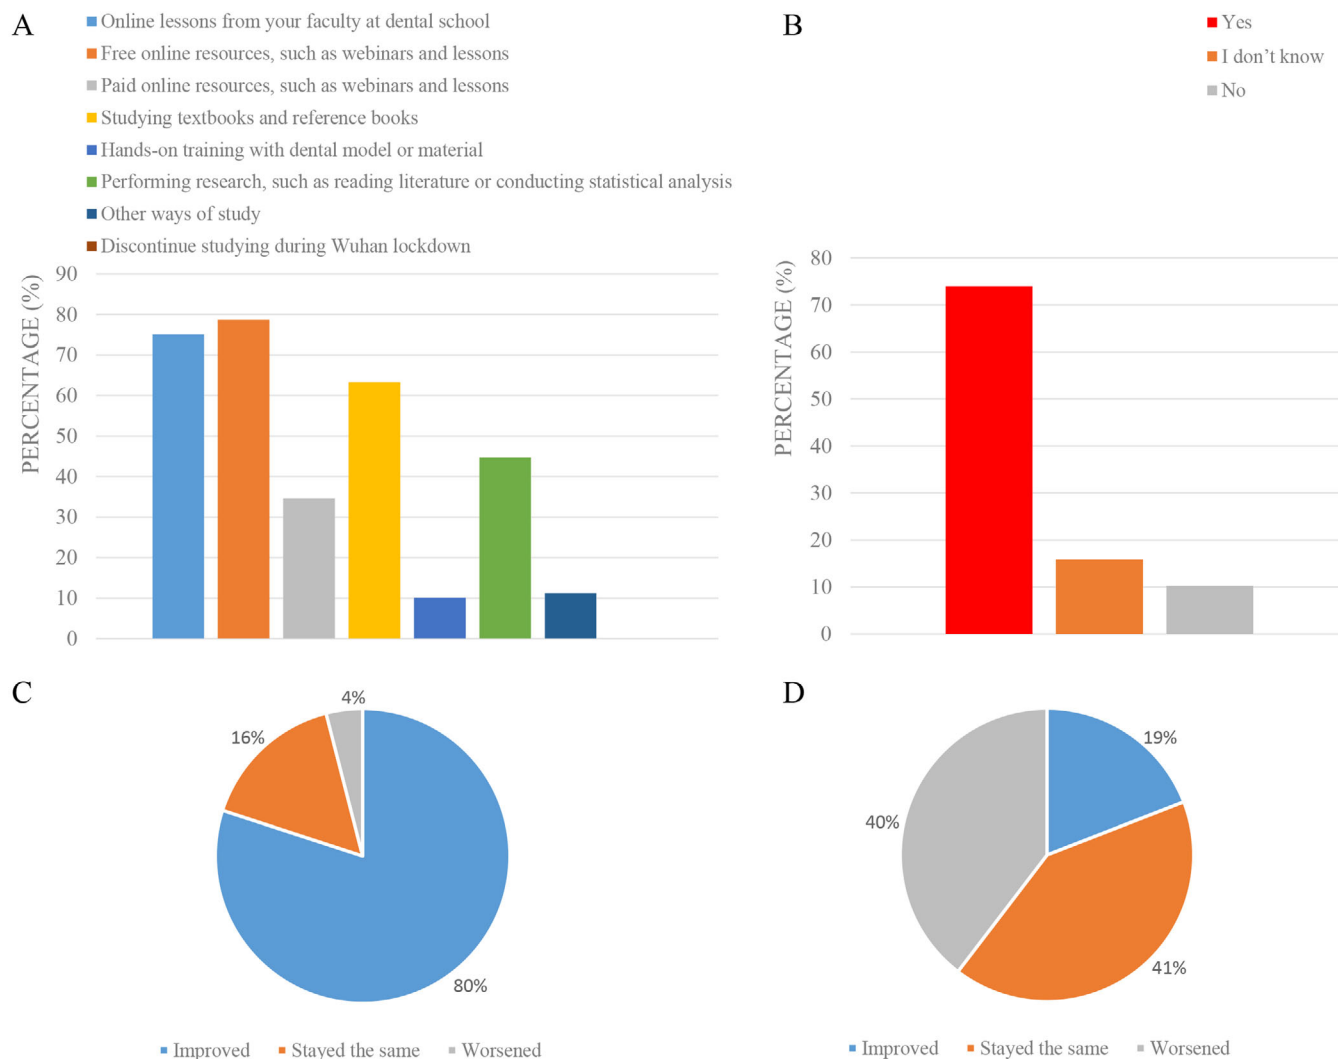 A
Online lessons from your faculty at dental school
Free online resources, such as webinars and lessons
Paid online resources, such as webinars and lessons
Studying textbooks and reference books
Hands-on training with dental model or material
Performing research, such as reading literature or conducting statistical analysis
Other ways of study
Discontinue studying during Wuhan lockdown
PERCENTAGE (%)
90
80
70
60
50
40
30
20
10
0
B
Yes
I don't know
No
PERCENTAGE (%)
80
70
60
50
40
30
20
10
0
C
4%
16%
80%
Improved
Stayed the same
Worsened
D
19%
40%
41%
Improved
Stayed the same
Worsened